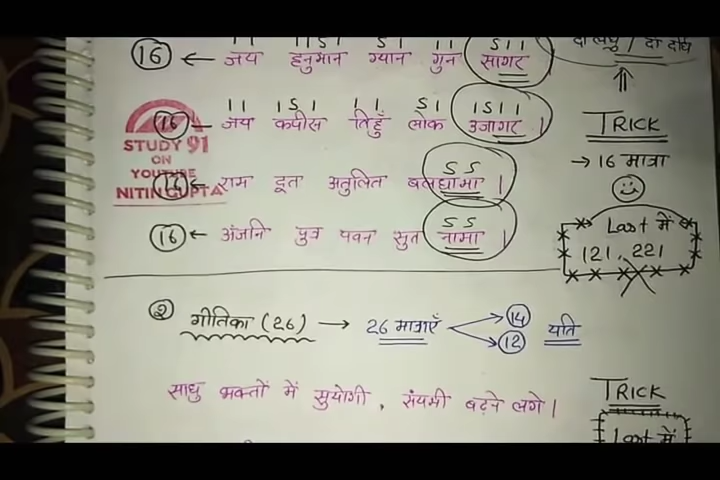 16 ← जय हनुमान ग्यान गुन सागर
दो लघु / दो दीर्घ
16 ← जय कपीस तिहुँ लोक उजागर |
16 ← राम दूत अतुलित बलधामा |
16 ← अंजनि पुत्र पवन सुत नामा |
TRICK
→ 16 मात्रा
Last में
121, 221
STUDY 91
ON
YOUTUBE
NITIN GUPTA
② गीतिका (26) → 26 मात्राएँ
14
12
यति
साधु भक्तों में सुयोगी, संयमी बढ़ने लगे |
TRICK
Last में